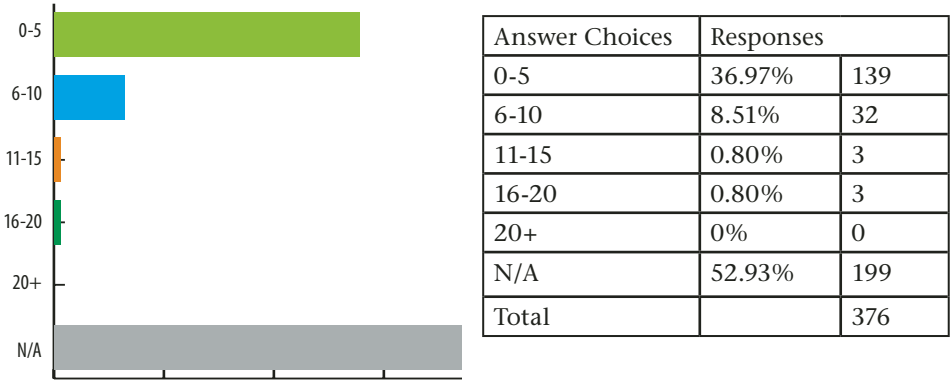 0-5
6-10
11-15
16-20
20+
N/A
Answer Choices Responses
0-5 36.97% 139
6-10 8.51% 32
11-15 0.80% 3
16-20 0.80% 3
20+ 0% 0
N/A 52.93% 199
Total 376